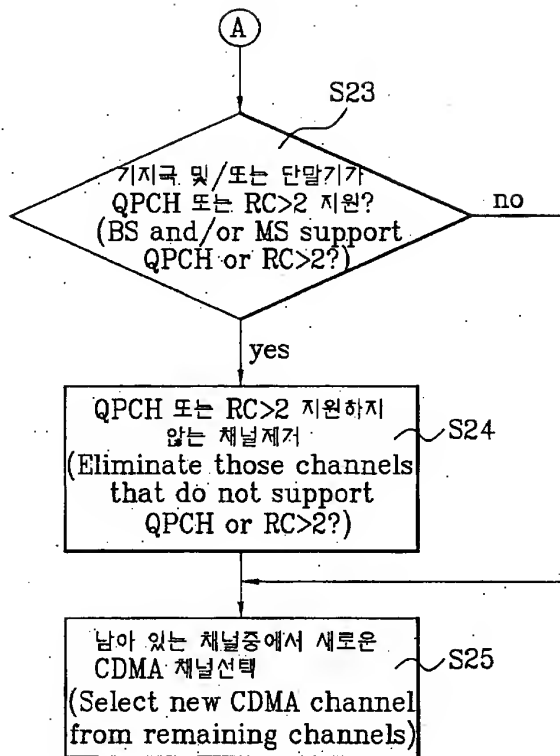 A
S23
기지국 및/또는 단말기가
QPCH 또는 RC>2 지원?
(BS and/or MS support
QPCH or RC>2?)
no
yes
QPCH 또는 RC>2 지원하지
않는 채널제거
(Eliminate those channels
that do not support
QPCH or RC>2?)
S24
남아 있는 채널중에서 새로운
CDMA 채널선택
(Select new CDMA channel
from remaining channels)
S25